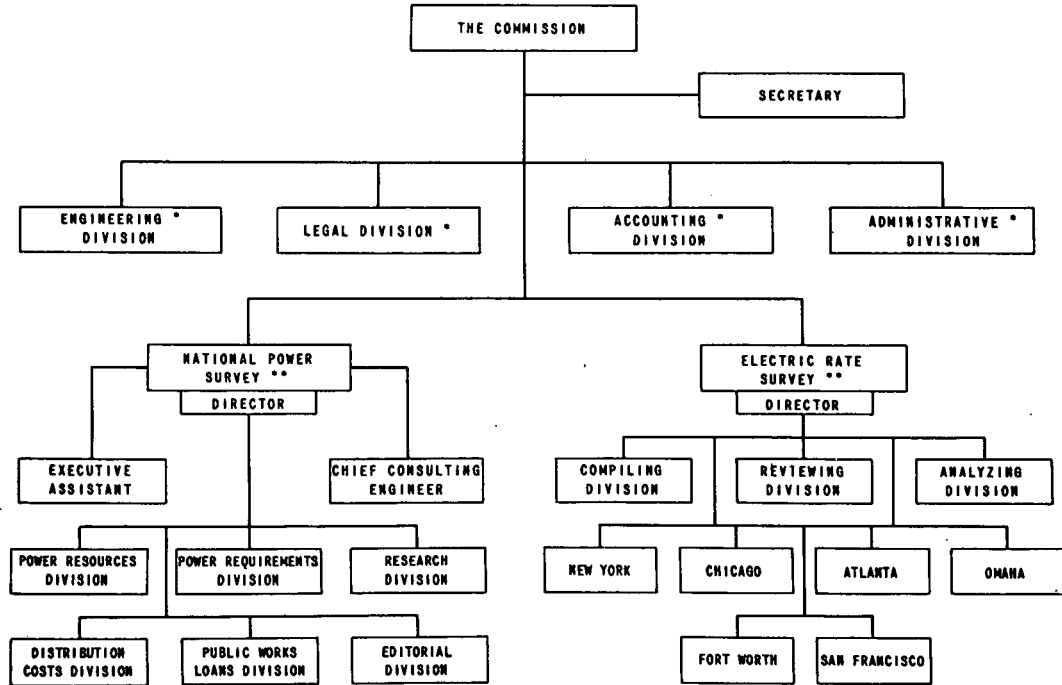 THE COMMISSION
SECRETARY
ENGINEERING *
DIVISION
LEGAL DIVISION *
ACCOUNTING *
DIVISION
ADMINISTRATIVE *
DIVISION
NATIONAL POWER
SURVEY **
DIRECTOR
ELECTRIC RATE
SURVEY **
DIRECTOR
EXECUTIVE
ASSISTANT
CHIEF CONSULTING
ENGINEER
COMPILING
DIVISION
REVIEWING
DIVISION
ANALYZING
DIVISION
POWER RESOURCES
DIVISION
POWER REQUIREMENTS
DIVISION
RESEARCH
DIVISION
NEW YORK
CHICAGO
ATLANTA
OMAHA
DISTRIBUTION
COSTS DIVISION
PUBLIC WORKS
LOANS DIVISION
EDITORIAL
DIVISION
FORT WORTH
SAN FRANCISCO